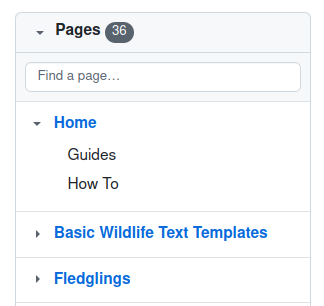 Pages 36
Find a page...
Home
Guides
How To
Basic Wildlife Text Templates
Fledglings